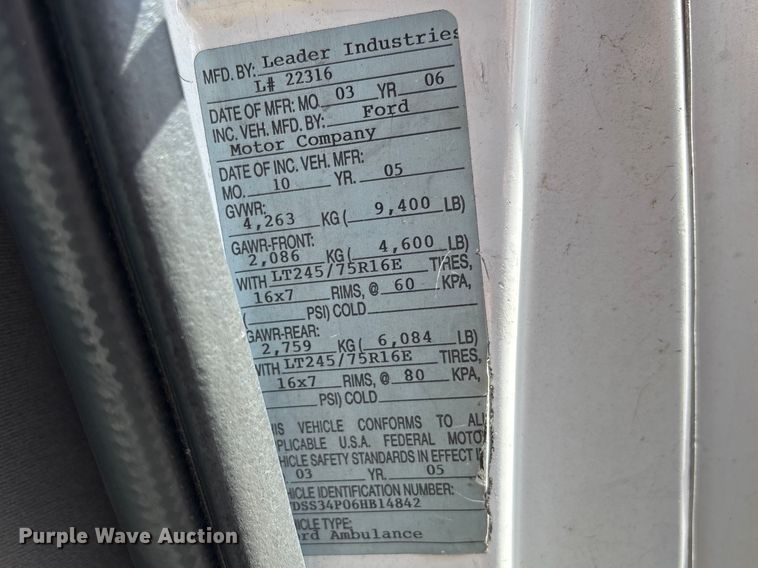 MFD. BY: Leader Industries
L# 22316
DATE OF MFR: MO. 03 YR 06
INC. VEH. MFD. BY: Ford
Motor Company
DATE OF INC. VEH. MFR:
MO. 10 YR. 05
GVWR:
4,263 KG ( 9,400 LB)
GAWR-FRONT:
2,086 KG ( 4,600 LB)
WITH LT245/75R16E TIRES,
16x7 RIMS, @ 60 KPA,
( PSI) COLD
GAWR-REAR:
2,759 KG ( 6,084 LB)
WITH LT245/75R16E TIRES,
16x7 RIMS, @ 80 KPA,
PSI) COLD
IS VEHICLE CONFORMS TO ALL
PLICABLE U.S.A. FEDERAL MOTO
HICLE SAFETY STANDARDS IN EFFECT I
03 YR. 05
HICLE IDENTIFICATION NUMBER:
DSS34P06HB14842
HICLE TYPE:
rd Ambulance
Purple Wave Auction
purplewave.com